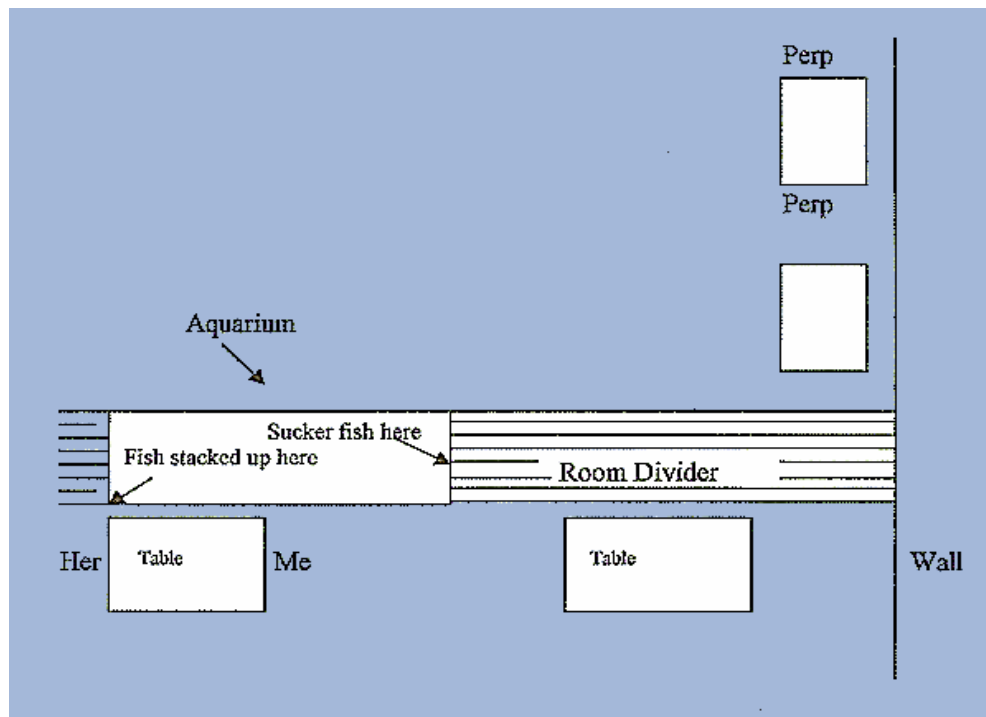 Perp
Perp
Aquarium
Sucker fish here
Fish stacked up here
Room Divider
Her
Table
Me
Table
Wall